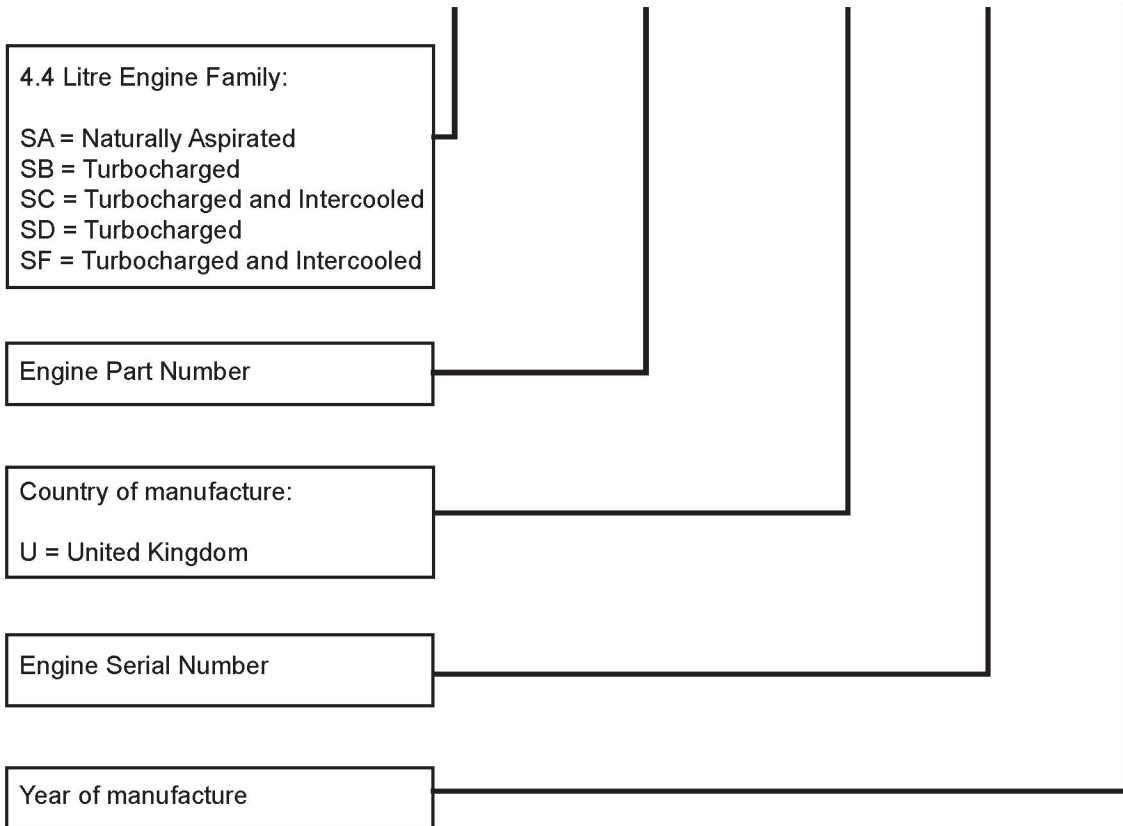 4.4 Litre Engine Family:
SA = Naturally Aspirated
SB = Turbocharged
SC = Turbocharged and Intercooled
SD = Turbocharged
SF = Turbocharged and Intercooled
Engine Part Number
Country of manufacture:
U = United Kingdom
Engine Serial Number
Year of manufacture